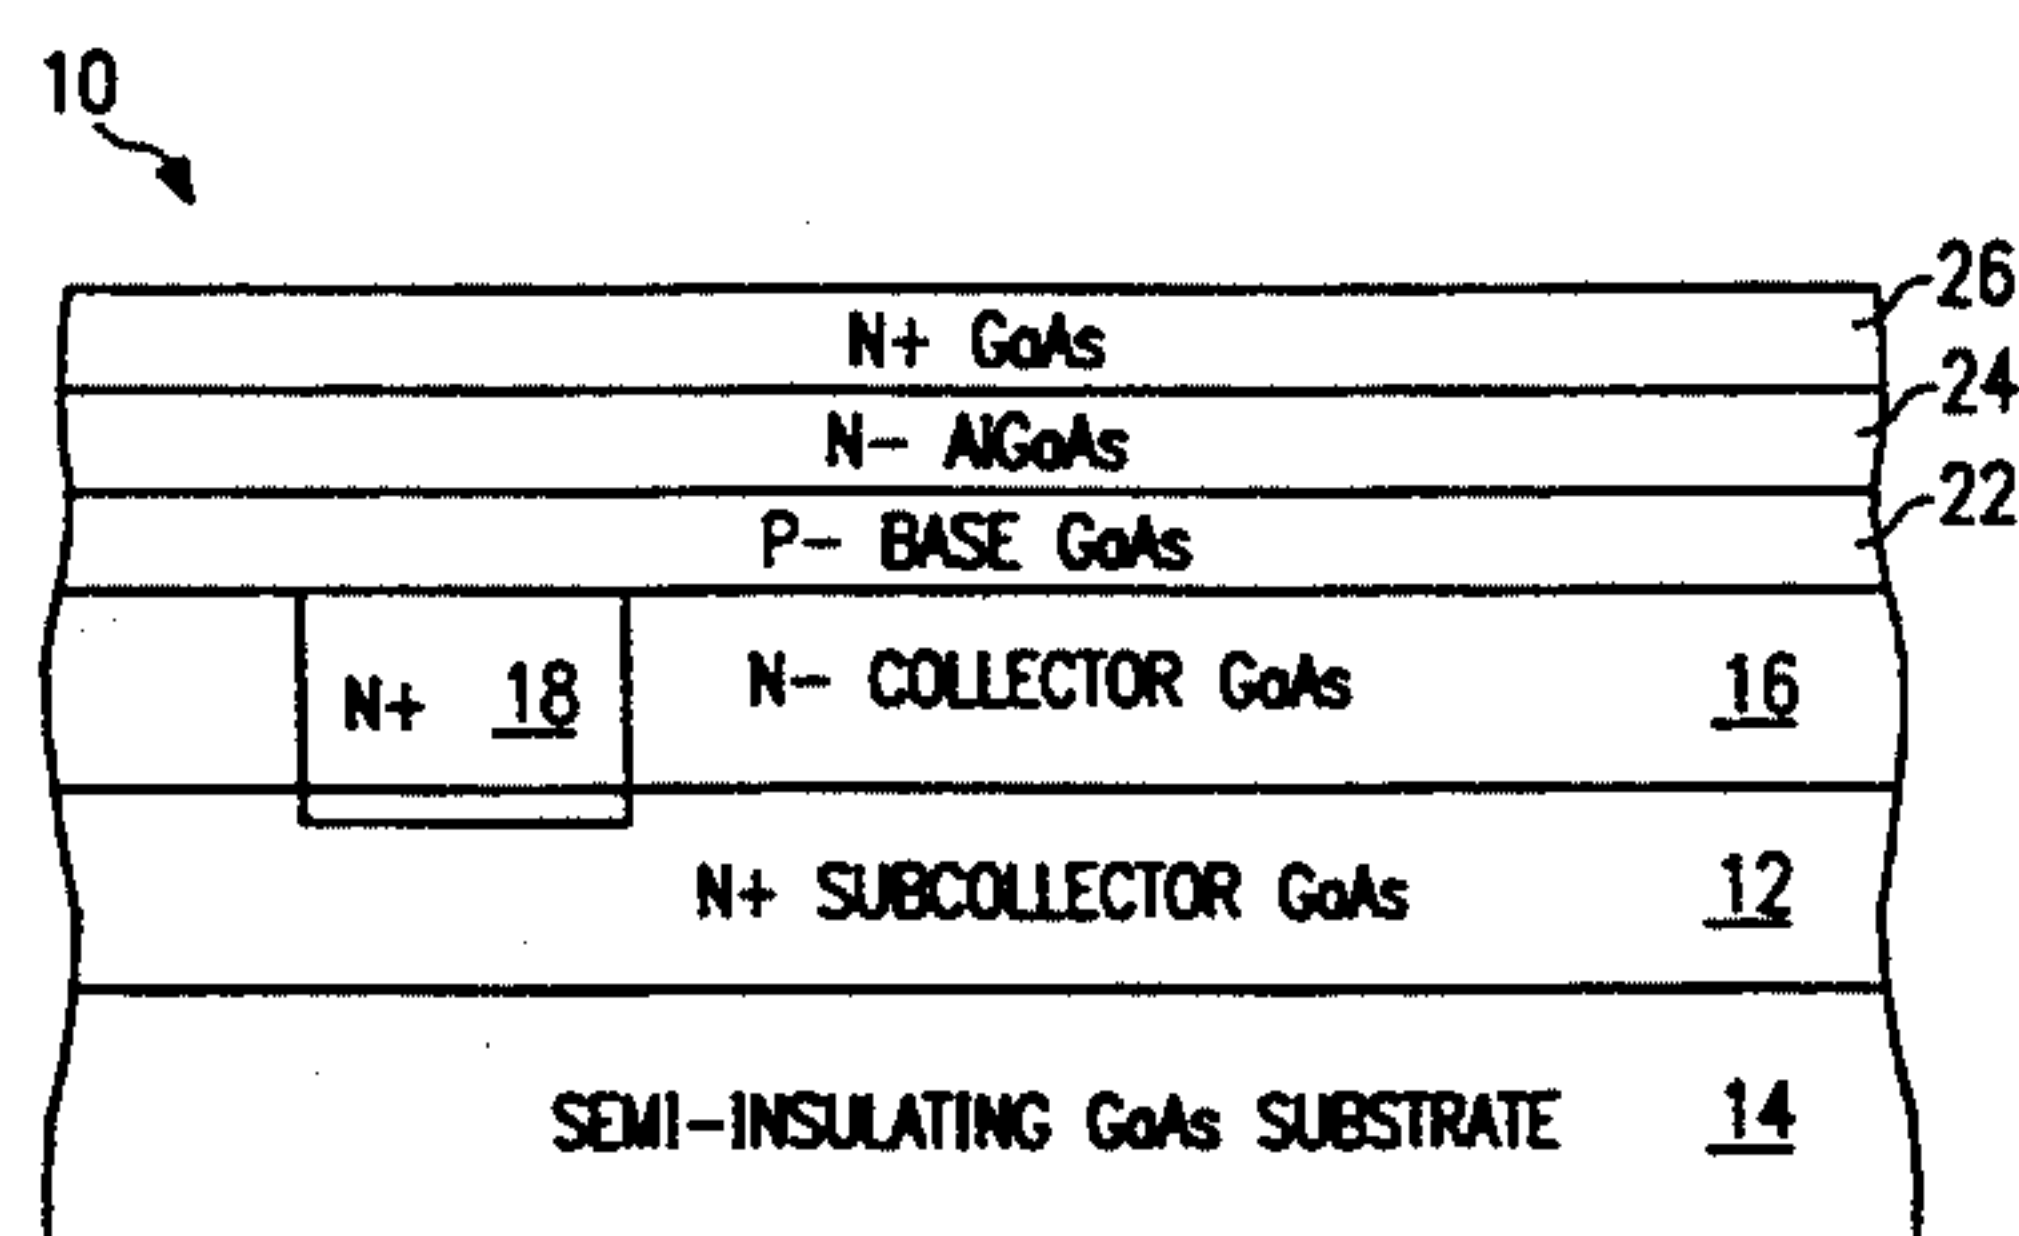 10
26
N+ GaAs
24
N- AlGaAs
22
P- BASE GaAs
N+ 18
N- COLLECTOR GaAs 16
N+ SUBCOLLECTOR GaAs 12
SEMI-INSULATING GaAs SUBSTRATE 14